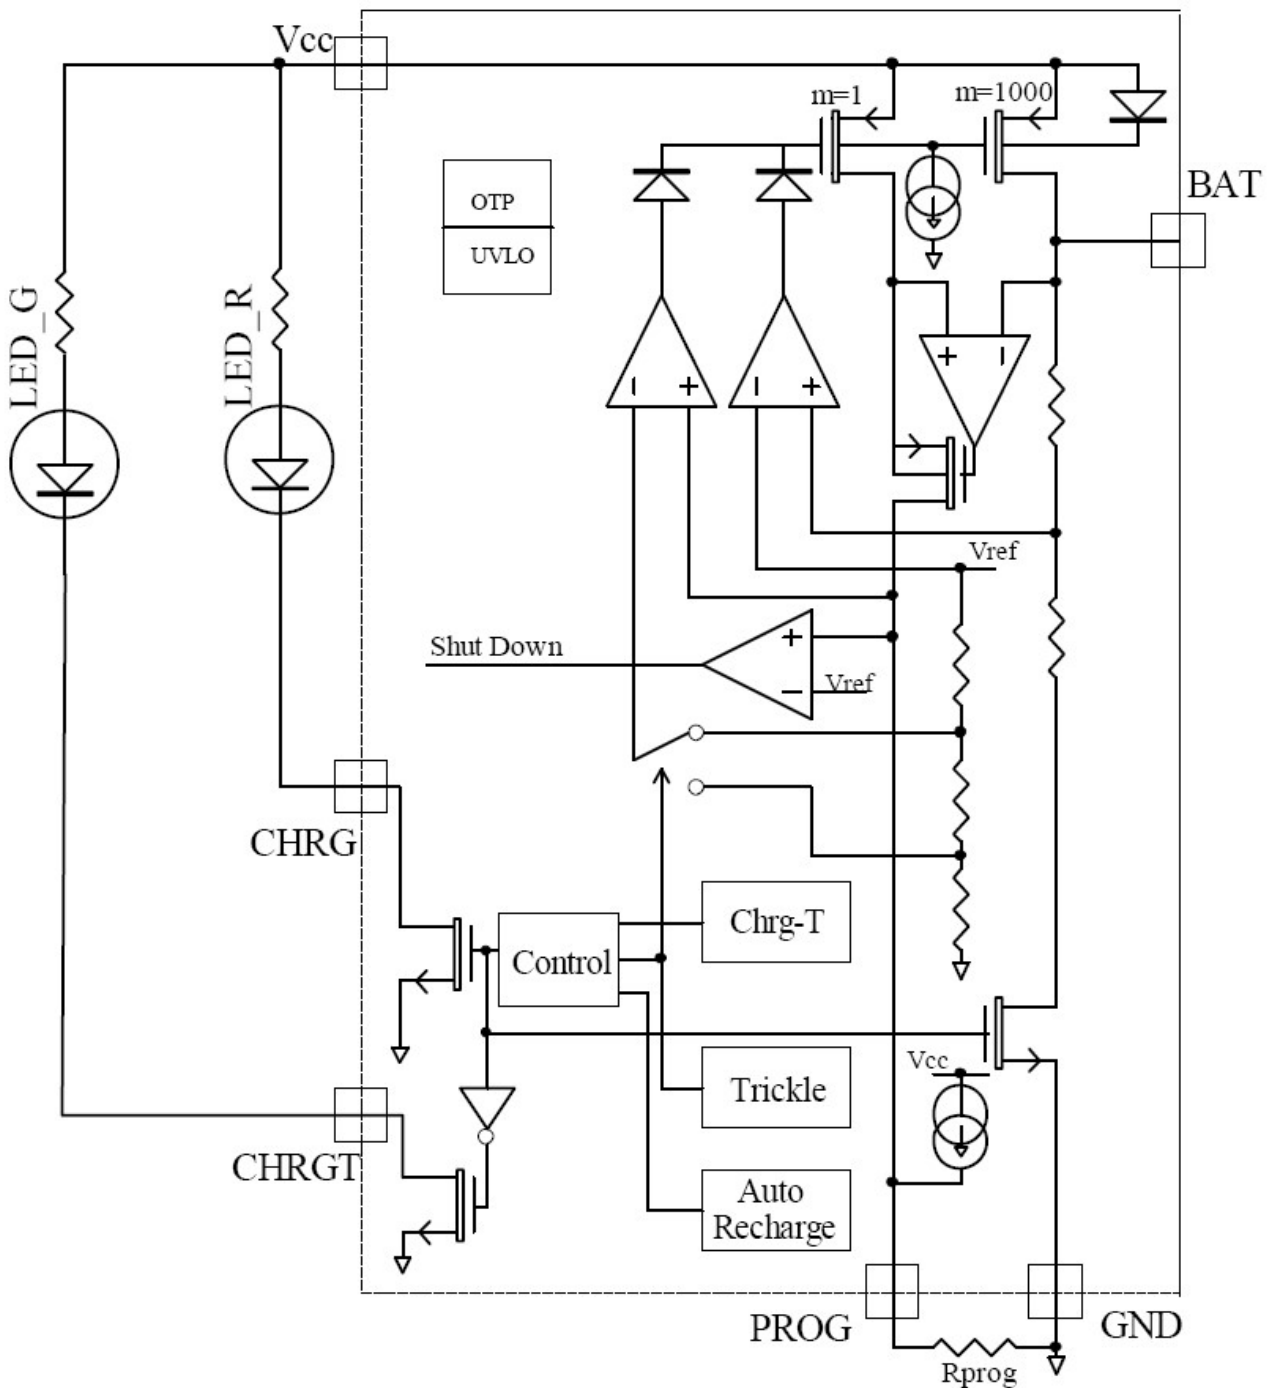 Vcc
m=1
m=1000
BAT
OTP
UVLO
LED_G
LED_R
+
−
−
+
−
+
Vref
Shut Down
+
Vref
−
CHRG
Chrg-T
Control
Vcc
Trickle
CHRGT
Auto
Recharge
PROG
GND
Rprog